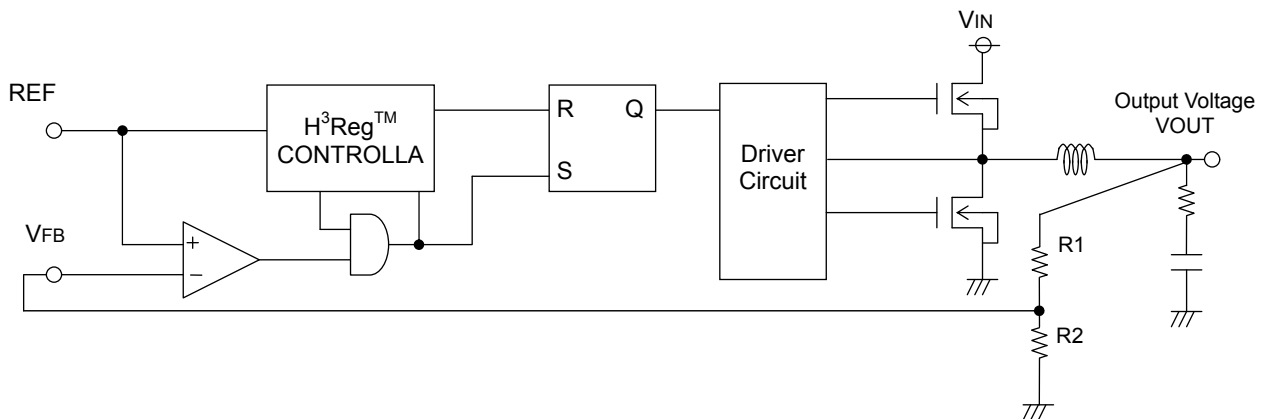 VIN
REF
H³Reg™
CONTROLLA
R
Q
S
Driver
Circuit
Output Voltage
VOUT
VFB
+
−
R1
R2